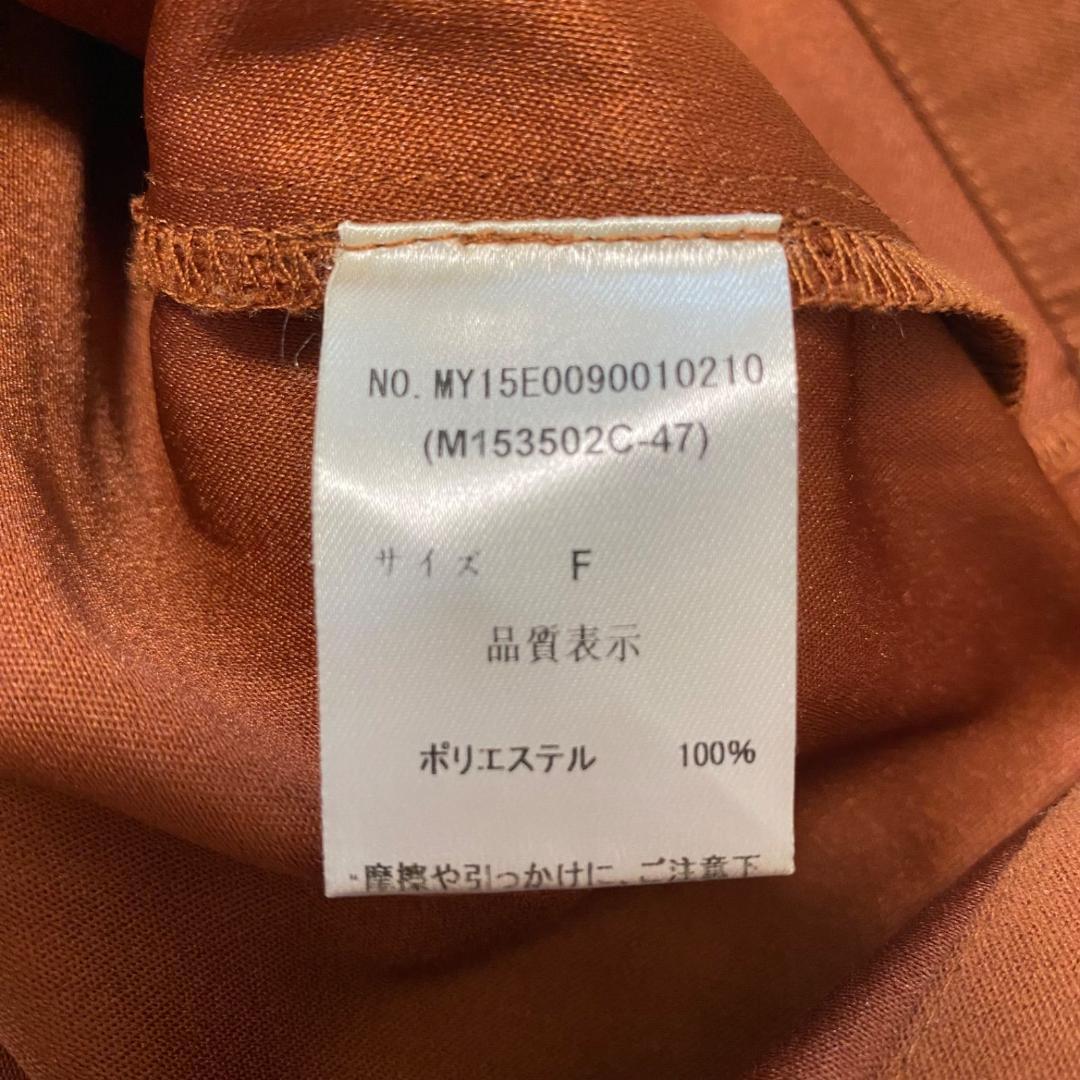 NO. MY15E0090010210
(M153502C-47)
サイズ F
品質表示
ポリエステル 100%
"摩擦や引っかけに、ご注意下